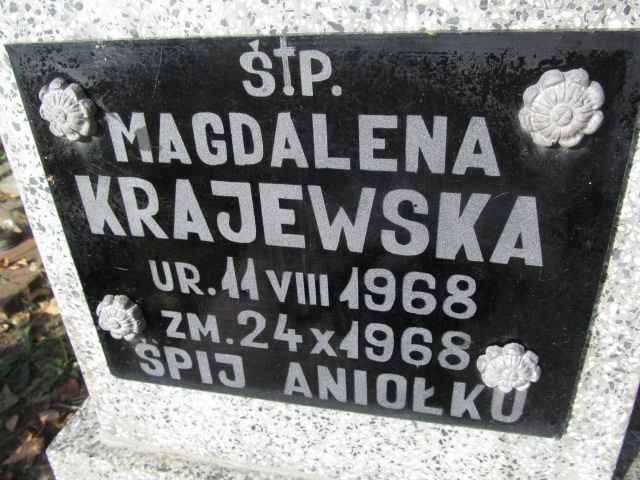 Ś†P.
MAGDALENA
KRAJEWSKA
UR. 11 VIII 1968
ZM. 24 X 1968
ŚPIJ ANIOŁKU